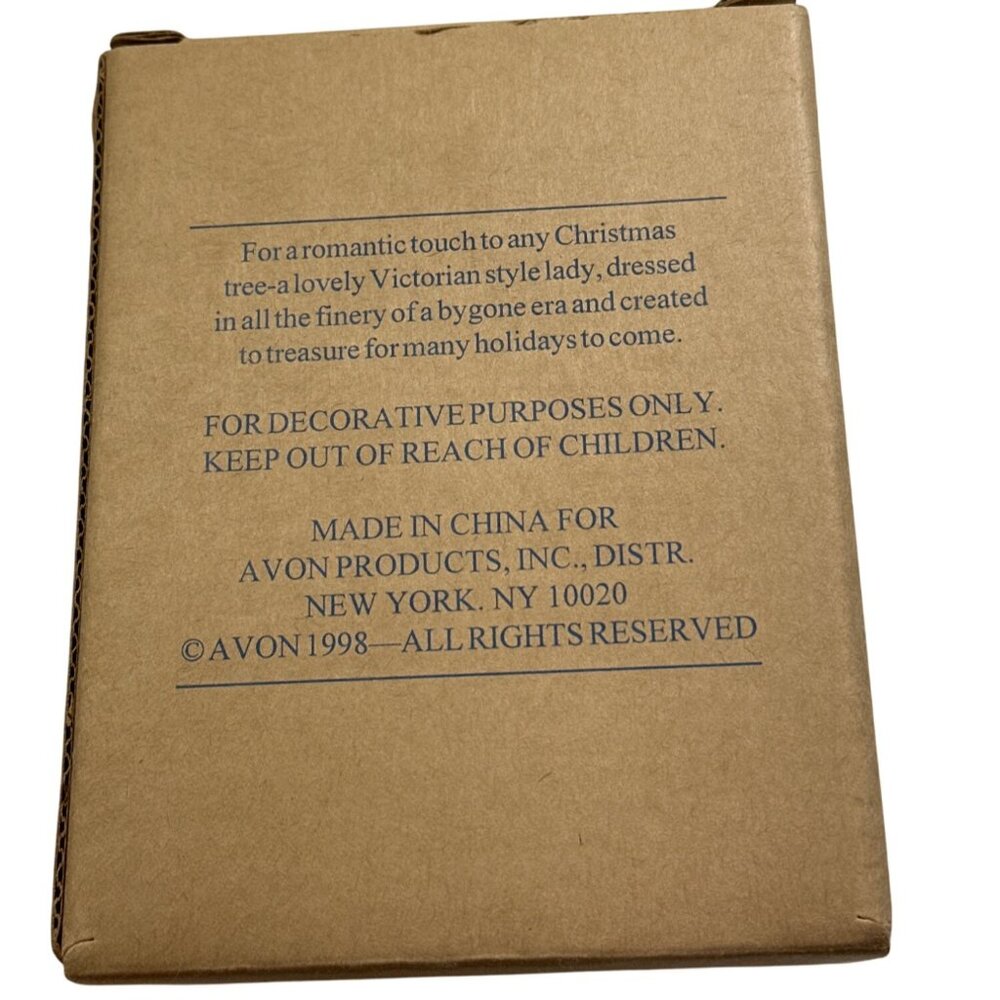 For a romantic touch to any Christmas
tree-a lovely Victorian style lady, dressed
in all the finery of a bygone era and created
to treasure for many holidays to come.
FOR DECORATIVE PURPOSES ONLY.
KEEP OUT OF REACH OF CHILDREN.
MADE IN CHINA FOR
AVON PRODUCTS, INC., DISTR.
NEW YORK. NY 10020
©AVON 1998—ALL RIGHTS RESERVED